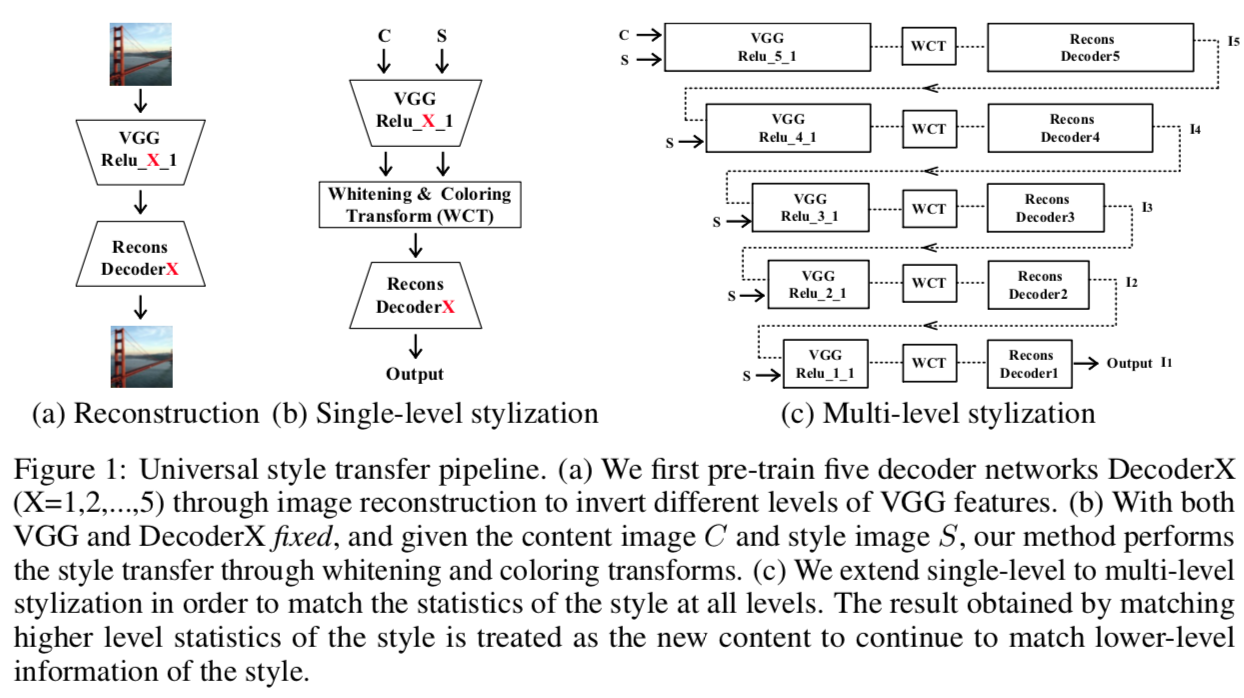 VGG
Relu_X_1
Recons
DecoderX
(a) Reconstruction
C S
VGG
Relu_X_1
Whitening & Coloring
Transform (WCT)
Recons
DecoderX
Output
(b) Single-level stylization
C
S
VGG
Relu_5_1
WCT
Recons
Decoder5
I5
S
VGG
Relu_4_1
WCT
Recons
Decoder4
I4
S
VGG
Relu_3_1
WCT
Recons
Decoder3
I3
S
VGG
Relu_2_1
WCT
Recons
Decoder2
I2
S
VGG
Relu_1_1
WCT
Recons
Decoder1
Output I1
(c) Multi-level stylization
Figure 1: Universal style transfer pipeline. (a) We first pre-train five decoder networks DecoderX
(X=1,2,...,5) through image reconstruction to invert different levels of VGG features. (b) With both
VGG and DecoderX fixed, and given the content image C and style image S, our method performs
the style transfer through whitening and coloring transforms. (c) We extend single-level to multi-level
stylization in order to match the statistics of the style at all levels. The result obtained by matching
higher level statistics of the style is treated as the new content to continue to match lower-level
information of the style.